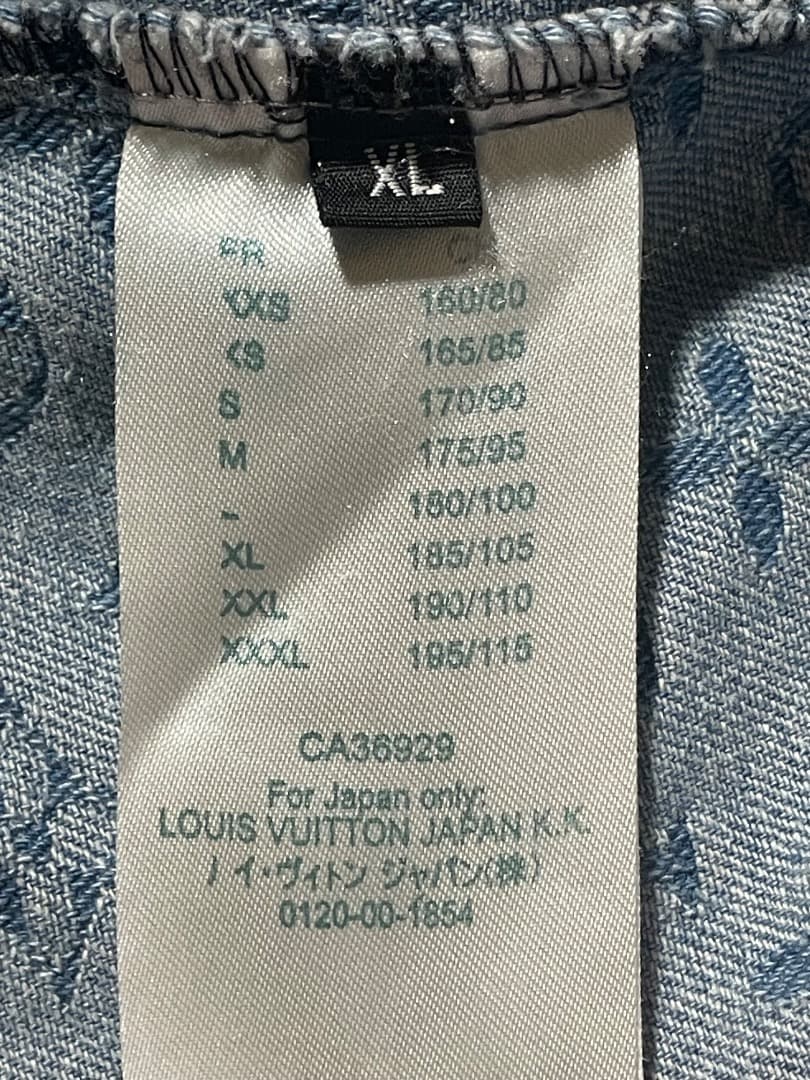 XL
FR C
XXS 160/80
XS 165/85
S 170/90
M 175/95
L 180/100
XL 185/105
XXL 190/110
XXXL 195/115
CA36929
For Japan only:
LOUIS VUITTON JAPAN K.K.
ルイ・ヴィトン ジャパン(株)
0120-00-1854